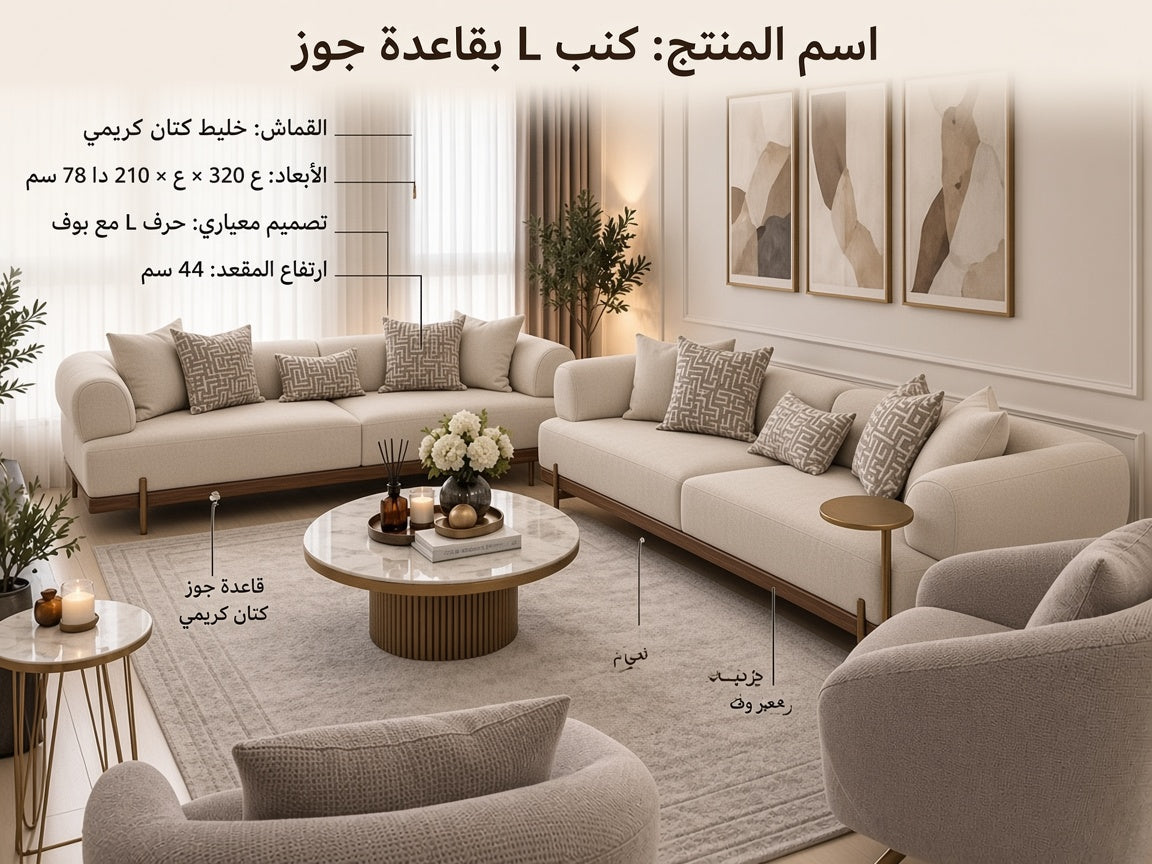 اسم المنتج: كنب L بقاعدة جوز
القماش: خليط كتان كريمي
الأبعاد: ع 320 × ع × 210 دا 78 سم
تصميم معياري: حرف L مع بوف
ارتفاع المقعد: 44 سم
قاعدة جوز
كتان كريمي